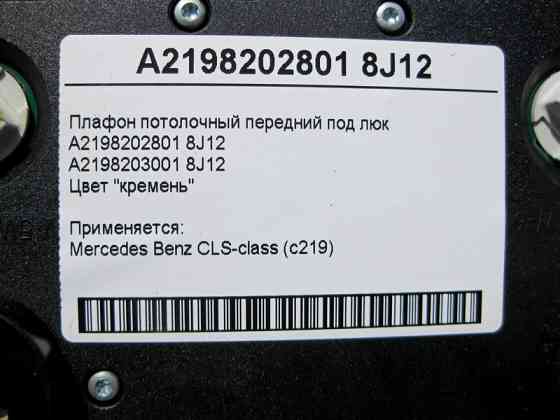 A2198202801 8J12
Плафон потолочный передний под люк
A2198202801 8J12
A2198203001 8J12
Цвет "кремень"
Применяется:
Mercedes Benz CLS-class (c219)